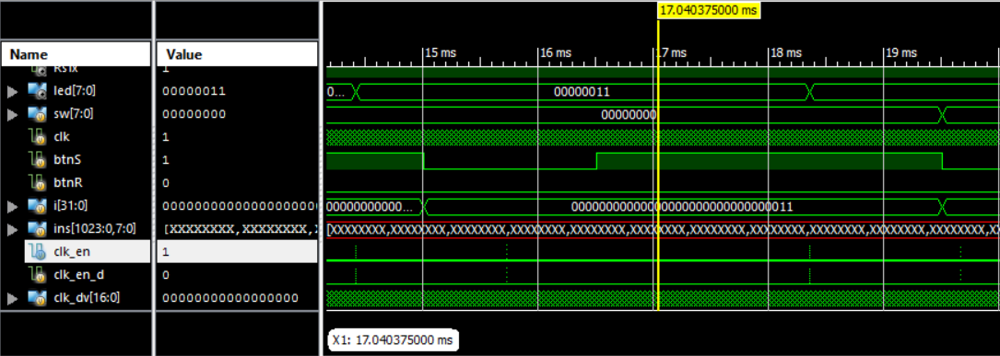 17.040375000 ms
Name Value
15 ms 16 ms 17 ms 18 ms 19 ms
RsTx 1
led[7:0] 00000011 0... 00000011
sw[7:0] 00000000 00000000
clk 1
btnS 1
btnR 0
i[31:0] 00000000000... 00000000000000000000000000000011
ins[1023:0,7:0] [XXXXXXXX,XXXXXXXX,X [XXXXXXXX,XXXXXXXX,XXXXXXXX,XXXXXXXX,XXXXXXXX,XXXXXXXX,XXXXXXXX,XXXXXXXX,XXXXXXXX,XXXXXXXX,XXXXXXXX,XX
clk_en 1
clk_en_d 0
clk_dv[16:0] 00000000000000000
X1: 17.040375000 ms